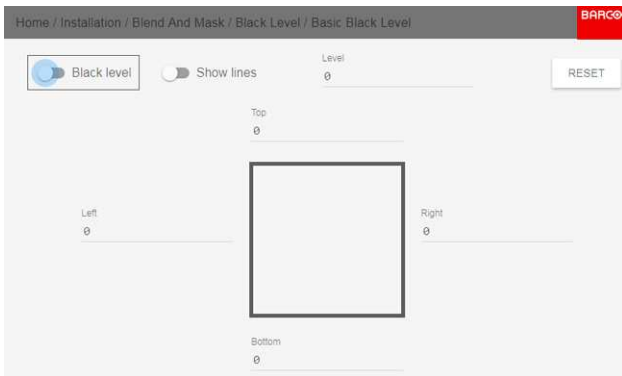 Home / Installation / Blend And Mask / Black Level / Basic Black Level
BARCO
Black level
Show lines
Level
0
RESET
Top
0
Left
0
Right
0
Bottom
0